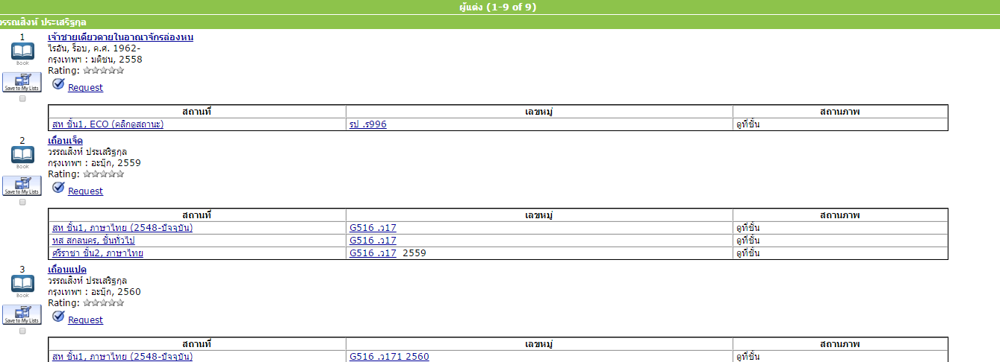 ผู้แต่ง (1-9 of 9)
วรรณสิงห์ ประเสริฐกุล
1
เจ้าชายเดียวดายในอาณาจักรล่องหน
Book
ไรอัน, ร็อบ, ค.ศ. 1962-
กรุงเทพฯ : มติชน, 2558
Rating:
Save to My Lists
Request
สถานที่ เลขหมู่ สถานภาพ
สห ชั้น1, ECO (คลิกดูสถานะ) รป .ร996 ดูที่ชั้น
2
เถื่อนเจ็ด
Book
วรรณสิงห์ ประเสริฐกุล
กรุงเทพฯ : อะบุ๊ก, 2559
Rating:
Save to My Lists
Request
สถานที่ เลขหมู่ สถานภาพ
สห ชั้น1, ภาษาไทย (2548-ปัจจุบัน) G516 .ว17 ดูที่ชั้น
หส สกลนคร, ชั้นทั่วไป G516 .ว17 ดูที่ชั้น
ศรีราชา ชั้น2, ภาษาไทย G516 .ว17 2559 ดูที่ชั้น
3
เถื่อนแปด
Book
วรรณสิงห์ ประเสริฐกุล
กรุงเทพฯ : อะบุ๊ก, 2560
Rating:
Save to My Lists
Request
สถานที่ เลขหมู่ สถานภาพ
สห ชั้น1, ภาษาไทย (2548-ปัจจุบัน) G516 .ว171 2560 ดูที่ชั้น